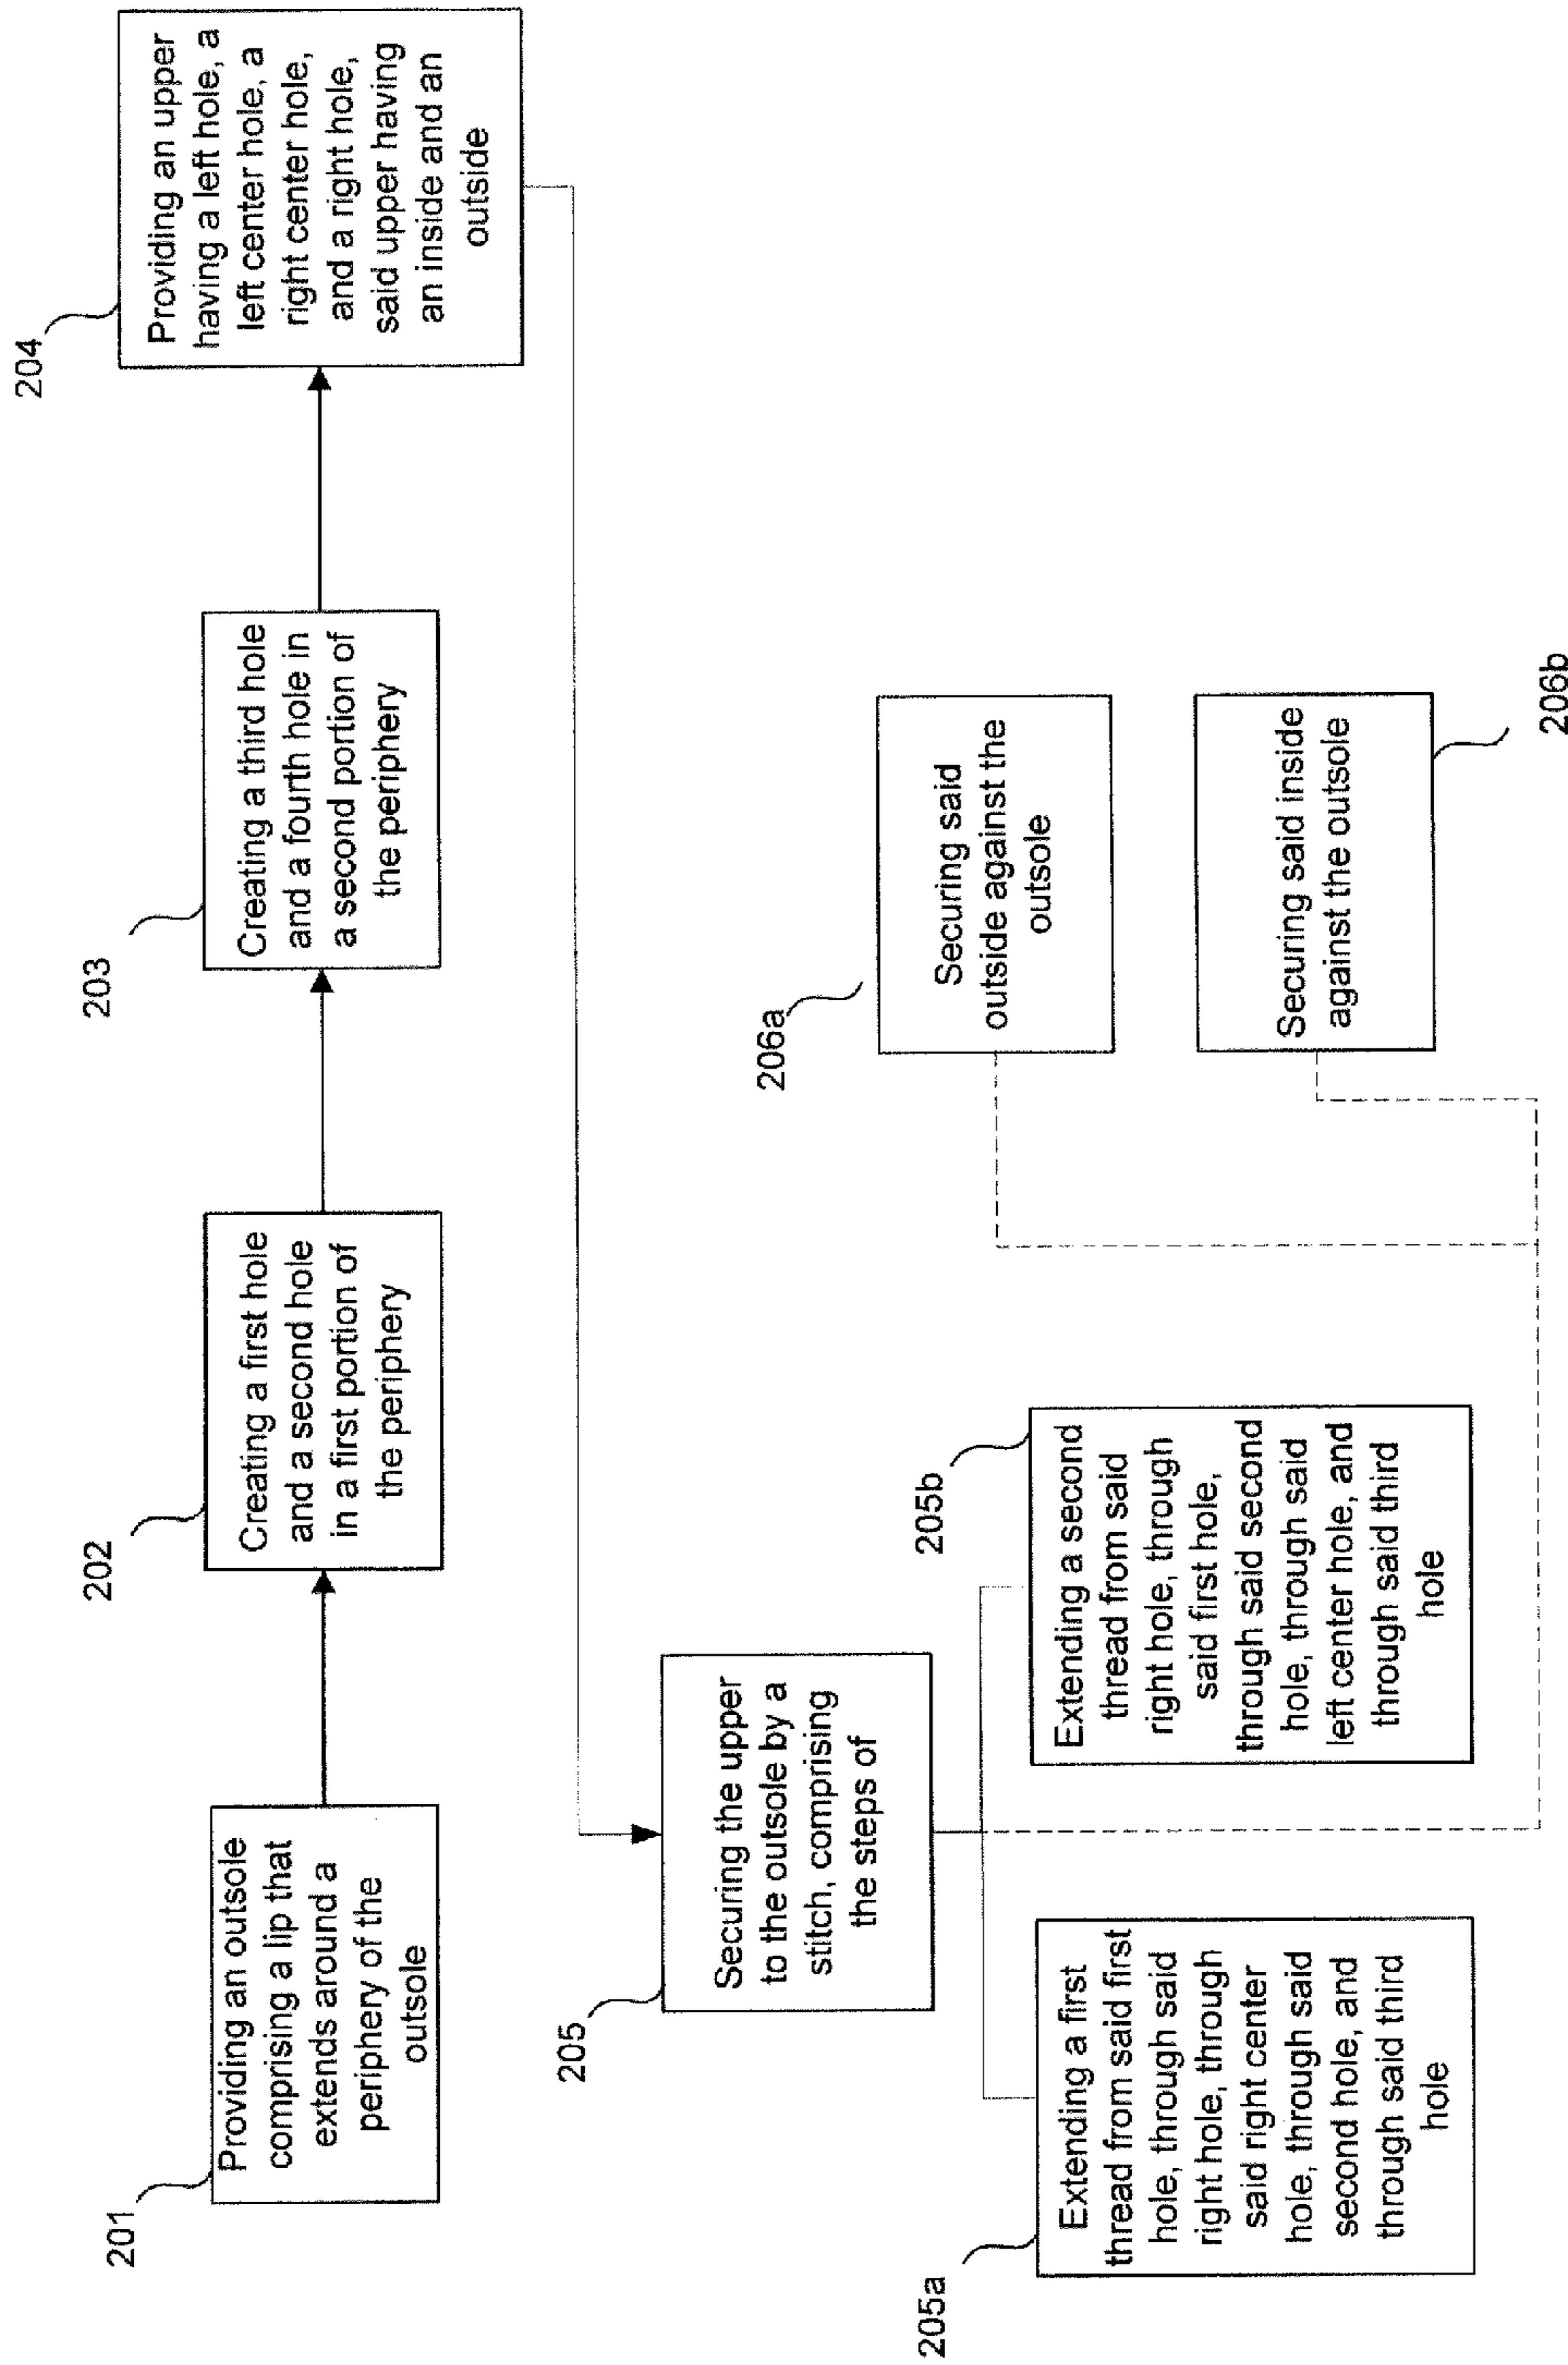 201
Providing an outsole
comprising a lip that
extends around a
periphery of the
outsole
202
Creating a first hole
and a second hole
in a first portion of
the periphery
203
Creating a third hole
and a fourth hole in
a second portion of
the periphery
204
Providing an upper
having a left hole, a
left center hole, a
right center hole,
and a right hole,
said upper having
an inside and an
outside
205
Securing the upper
to the outsole by a
stitch, comprising
the steps of
205a
Extending a first
thread from said first
hole, through said
right hole, through
said right center
hole, through said
second hole, and
through said third
hole
205b
Extending a second
thread from said
right hole, through
said first hole,
through said second
hole, through said
left center hole, and
through said third
hole
206a
Securing said
outside against the
outsole
206b
Securing said inside
against the outsole